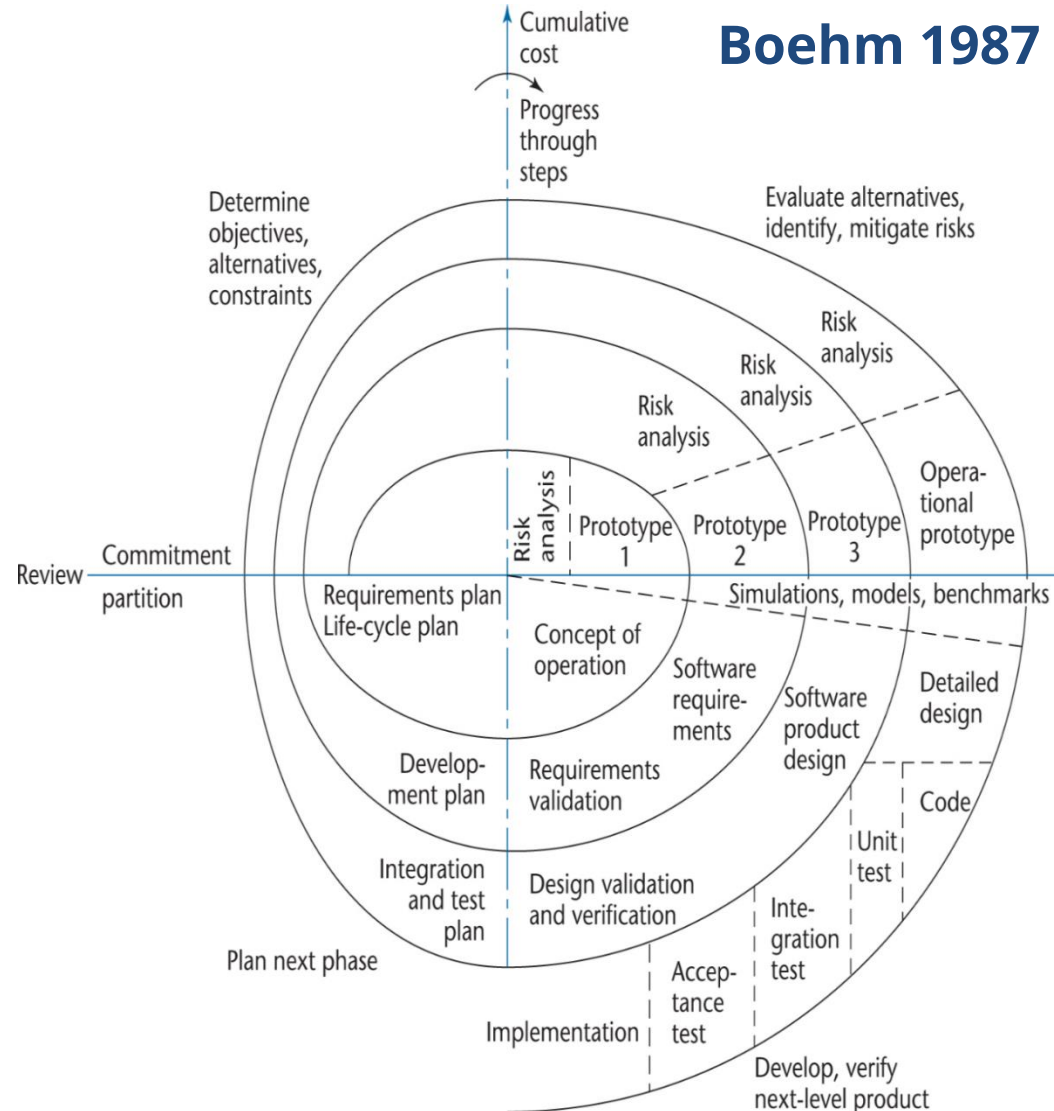 Boehm 1987
Cumulative
cost
Progress
through
steps
Determine
objectives,
alternatives,
constraints
Evaluate alternatives,
identify, mitigate risks
Risk
analysis
Risk
analysis
Risk
analysis
Risk
analysis
Prototype
1
Prototype
2
Prototype
3
Opera-
tional
prototype
Review
Commitment
partition
Requirements plan
Life-cycle plan
Simulations, models, benchmarks
Concept of
operation
Software
require-
ments
Software
product
design
Detailed
design
Develop-
ment plan
Requirements
validation
Code
Unit
test
Integration
and test
plan
Design validation
and verification
Inte-
gration
test
Plan next phase
Accep-
tance
test
Implementation
Develop, verify
next-level product